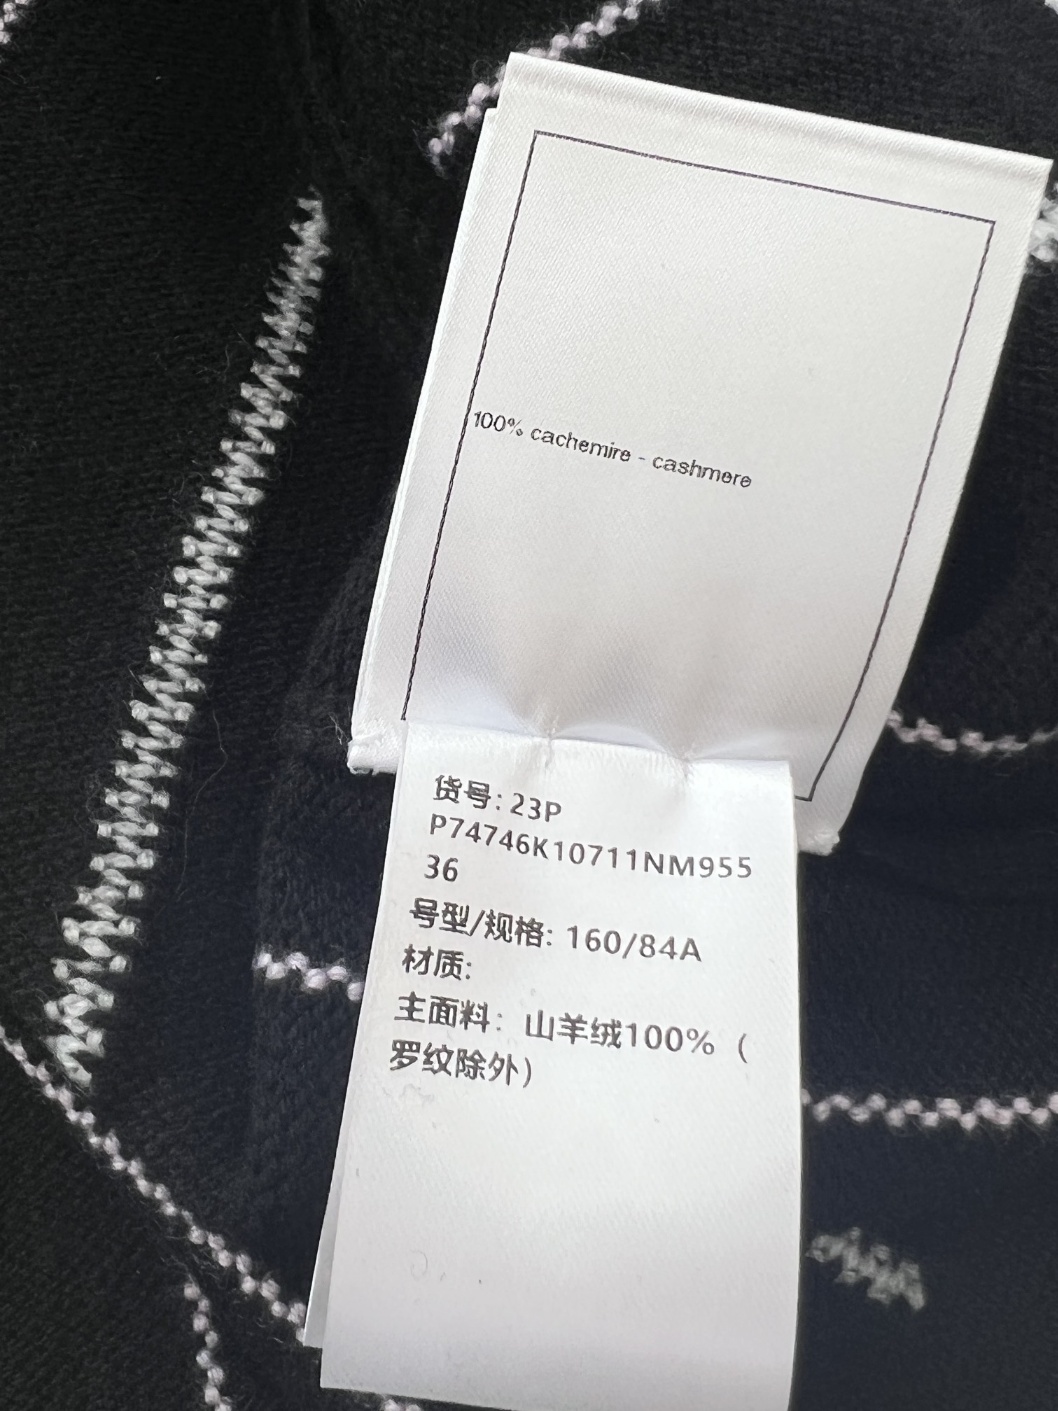 100% cachemire - cashmere
货号: 23P
P74746K10711NM955
36
号型/规格: 160/84A
材质:
主面料：山羊绒100%（
罗纹除外）